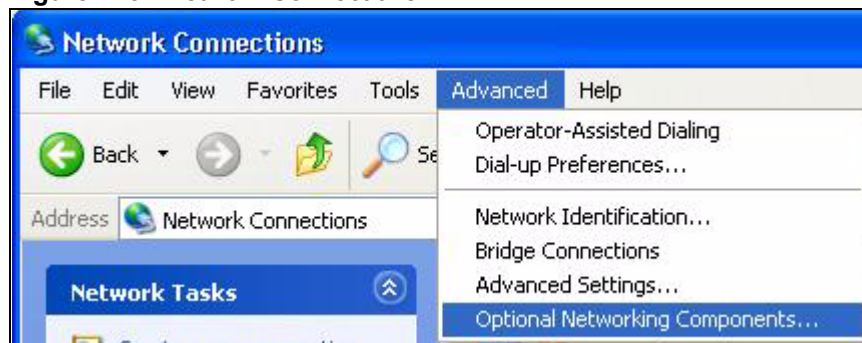 Network Connections
File Edit View Favorites Tools Advanced Help
Back
Operator-Assisted Dialing
Dial-up Preferences...
Address Network Connections
Network Identification...
Bridge Connections
Advanced Settings...
Optional Networking Components...
Network Tasks